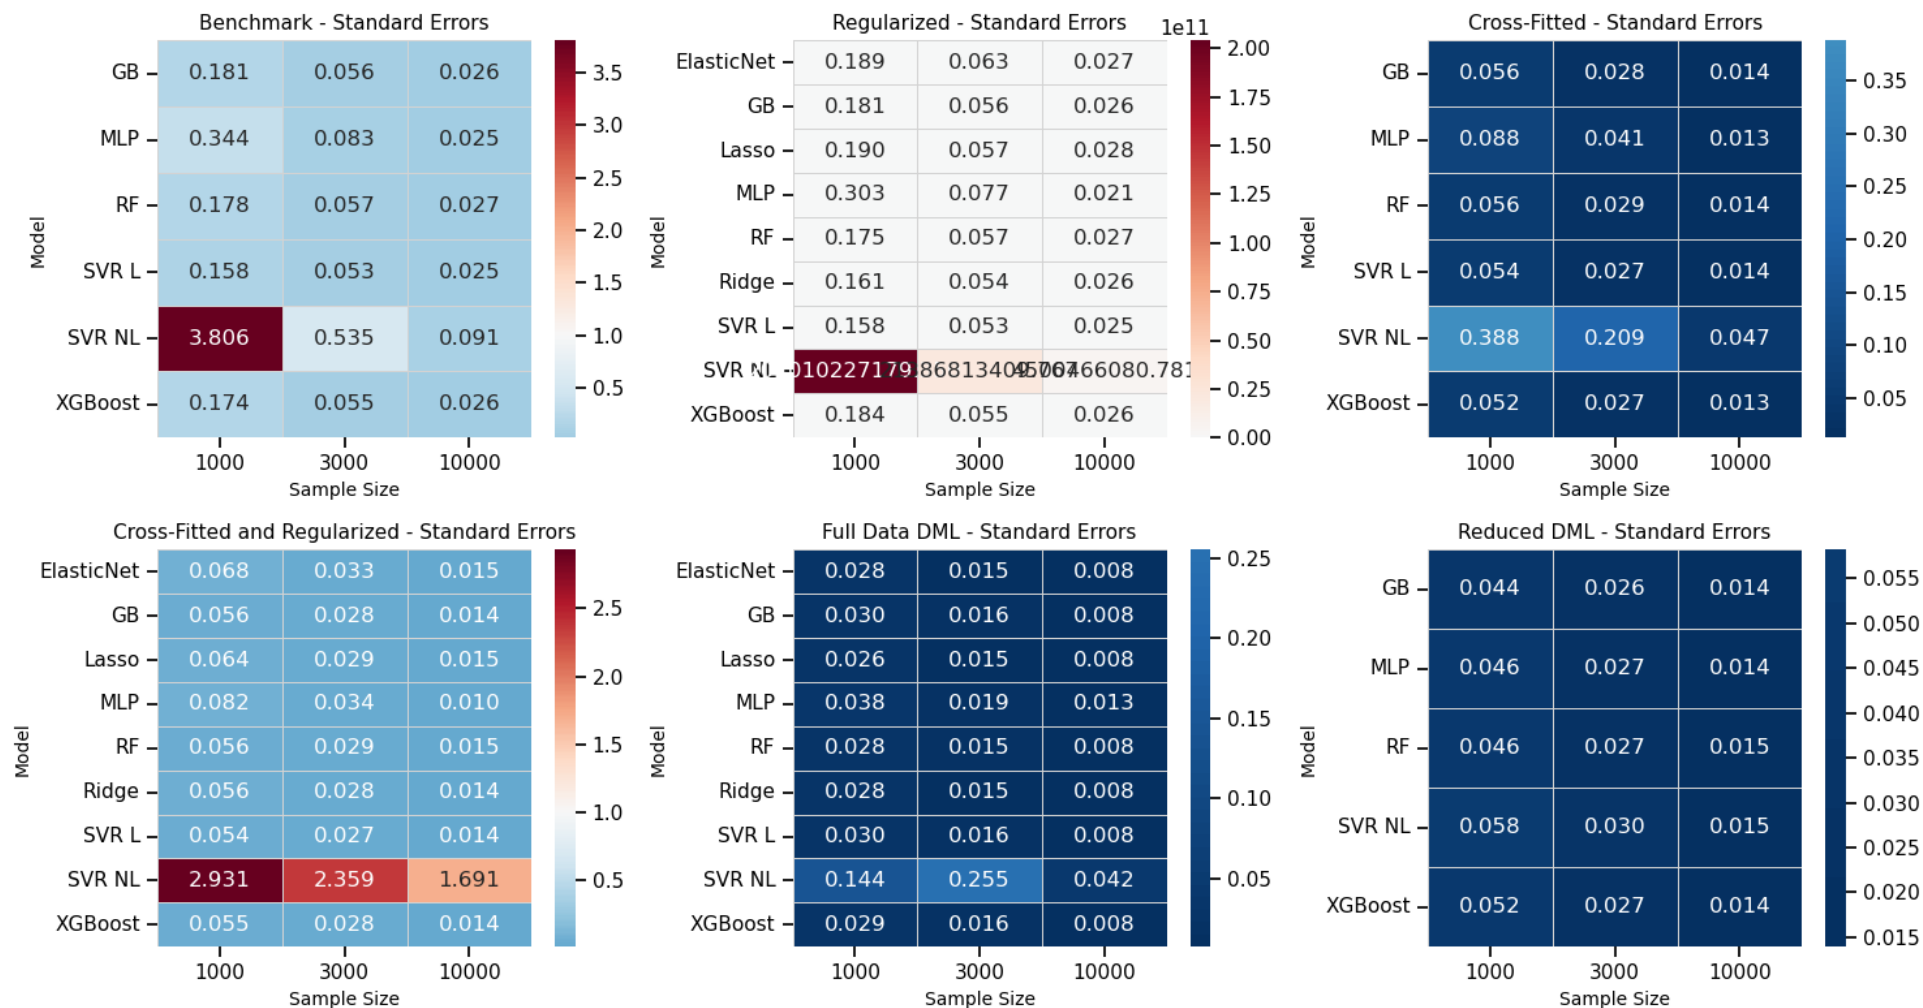 Benchmark - Standard Errors
GB 0.181 0.056 0.026
MLP 0.344 0.083 0.025
RF 0.178 0.057 0.027
SVR L 0.158 0.053 0.025
SVR NL 3.806 0.535 0.091
XGBoost 0.174 0.055 0.026
1000 3000 10000
Sample Size
Model
3.5
3.0
2.5
2.0
1.5
1.0
0.5
Regularized - Standard Errors
1e11
ElasticNet 0.189 0.063 0.027
GB 0.181 0.056 0.026
Lasso 0.190 0.057 0.028
MLP 0.303 0.077 0.021
RF 0.175 0.057 0.027
Ridge 0.161 0.054 0.026
SVR L 0.158 0.053 0.025
SVR NL
XGBoost 0.184 0.055 0.026
1000 3000 10000
Sample Size
Model
2.00
1.75
1.50
1.25
1.00
0.75
0.50
0.25
0.00
Cross-Fitted - Standard Errors
GB 0.056 0.028 0.014
MLP 0.088 0.041 0.013
RF 0.056 0.029 0.014
SVR L 0.054 0.027 0.014
SVR NL 0.388 0.209 0.047
XGBoost 0.052 0.027 0.013
1000 3000 10000
Sample Size
Model
0.35
0.30
0.25
0.20
0.15
0.10
0.05
Cross-Fitted and Regularized - Standard Errors
ElasticNet 0.068 0.033 0.015
GB 0.056 0.028 0.014
Lasso 0.064 0.029 0.015
MLP 0.082 0.034 0.010
RF 0.056 0.029 0.015
Ridge 0.056 0.028 0.014
SVR L 0.054 0.027 0.014
SVR NL 2.931 2.359 1.691
XGBoost 0.055 0.028 0.014
1000 3000 10000
Sample Size
Model
2.5
2.0
1.5
1.0
0.5
Full Data DML - Standard Errors
ElasticNet 0.028 0.015 0.008
GB 0.030 0.016 0.008
Lasso 0.026 0.015 0.008
MLP 0.038 0.019 0.013
RF 0.028 0.015 0.008
Ridge 0.028 0.015 0.008
SVR L 0.030 0.016 0.008
SVR NL 0.144 0.255 0.042
XGBoost 0.029 0.016 0.008
1000 3000 10000
Sample Size
Model
0.25
0.20
0.15
0.10
0.05
Reduced DML - Standard Errors
GB 0.044 0.026 0.014
MLP 0.046 0.027 0.014
RF 0.046 0.027 0.015
SVR NL 0.058 0.030 0.015
XGBoost 0.052 0.027 0.014
1000 3000 10000
Sample Size
Model
0.055
0.050
0.045
0.040
0.035
0.030
0.025
0.020
0.015